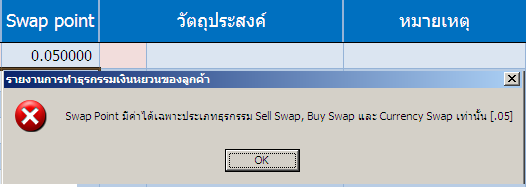 Swap point วัตถุประสงค์ หมายเหตุ
0.050000
รายงานการทำธุรกรรมเงินหยวนของลูกค้า
Swap Point มีค่าได้เฉพาะประเภทธุรกรรม Sell Swap, Buy Swap และ Currency Swap เท่านั้น [.05]
OK